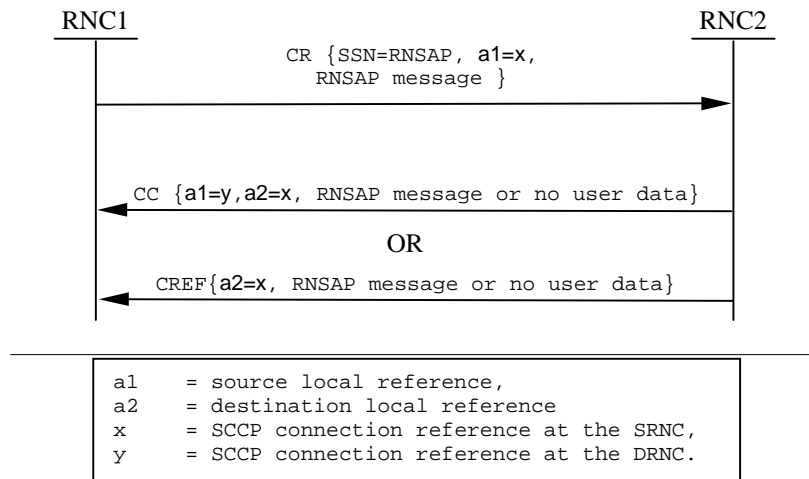 RNC1 RNC2
CR {SSN=RNSAP, a1=x,
RNSAP message }
CC {a1=y,a2=x, RNSAP message or no user data}
OR
CREF{a2=x, RNSAP message or no user data}
a1 = source local reference,
a2 = destination local reference
x = SCCP connection reference at the SRNC,
y = SCCP connection reference at the DRNC.